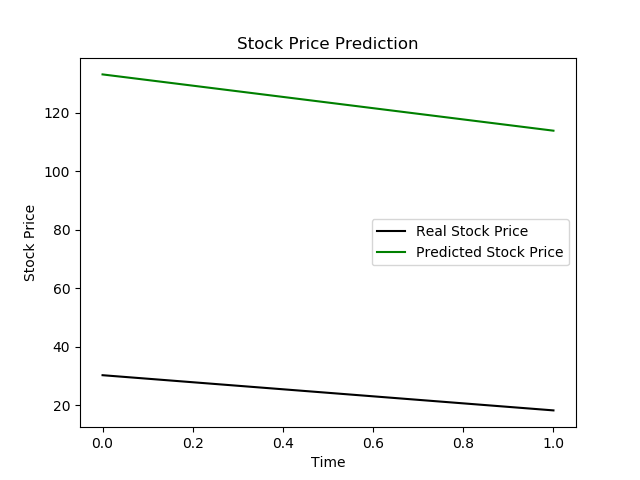 Stock Price Prediction
120
100
80
60
40
20
Stock Price
Real Stock Price
Predicted Stock Price
0.0 0.2 0.4 0.6 0.8 1.0
Time